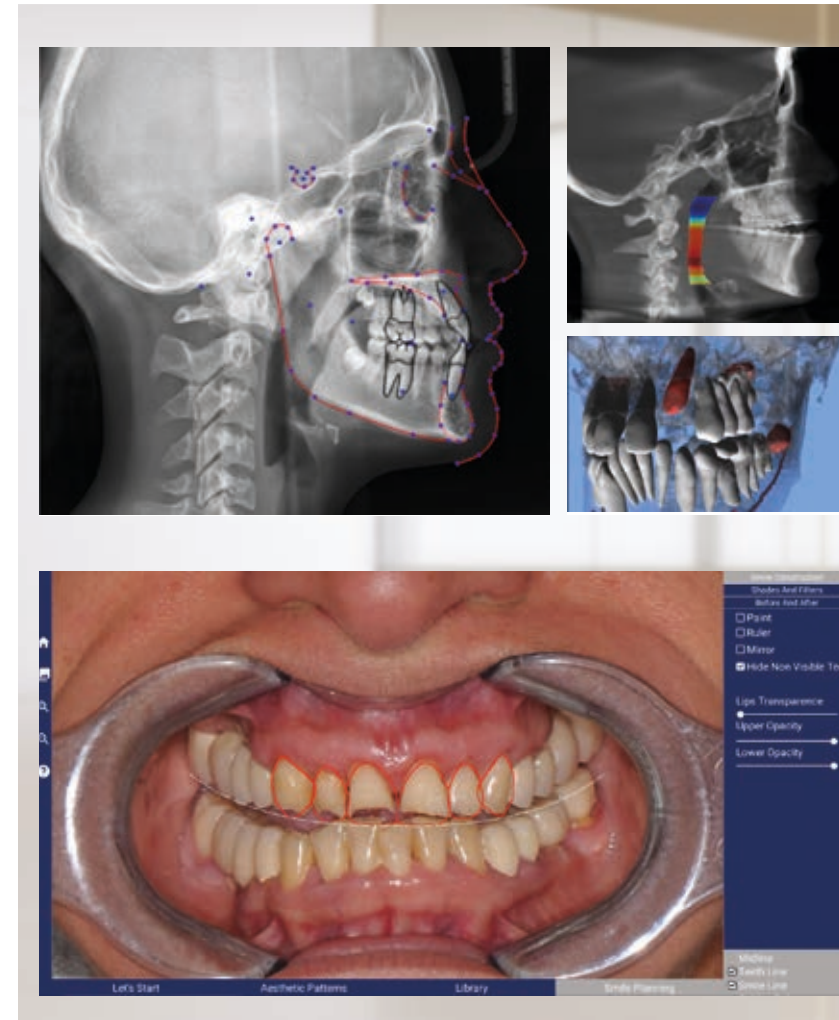 Shades And Filters
Before And After
Paint
Ruler
Mirror
Hide Non Visible
Lips Transparence
Upper Opacity
Lower Opacity
Midline
Teeth Line
Smile Line
Let's Start
Aesthetic Patterns
Library
Smile Planning